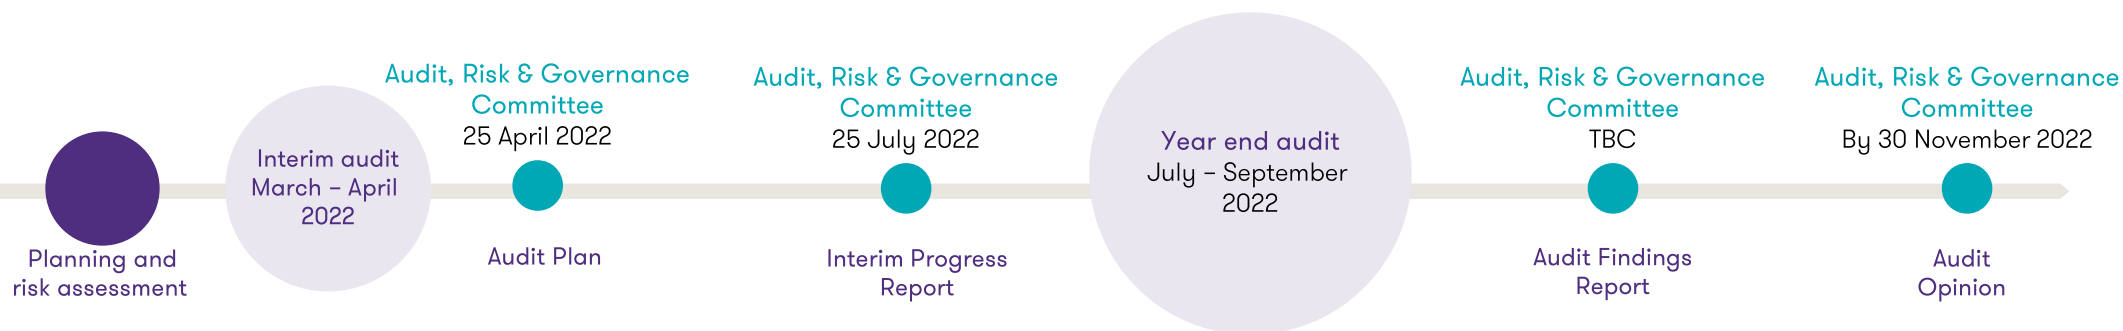 Planning and
risk assessment
Interim audit
March – April
2022
Audit, Risk & Governance
Committee
25 April 2022
Audit Plan
Audit, Risk & Governance
Committee
25 July 2022
Interim Progress
Report
Year end audit
July – September
2022
Audit, Risk & Governance
Committee
TBC
Audit Findings
Report
Audit, Risk & Governance
Committee
By 30 November 2022
Audit
Opinion